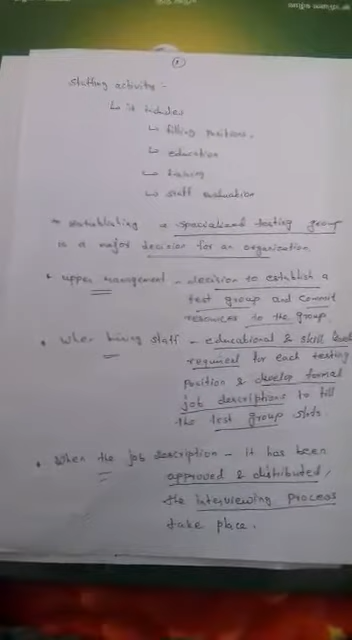 ①
Staffing activity :-
↳ it includes
↳ filling positions.
↳ education
↳ training
↳ staff evaluation
* Establishing a specialized testing group
is a major decision for an organization
* upper management - decision to establish a
test group and commit
resources to the group.
* When hiring staff - educational & skill level
required for each testing
position & develop formal
job descriptions to fill
the test group slots.
* When the job description - it has been
approved & distributed,
the interviewing process
take place.